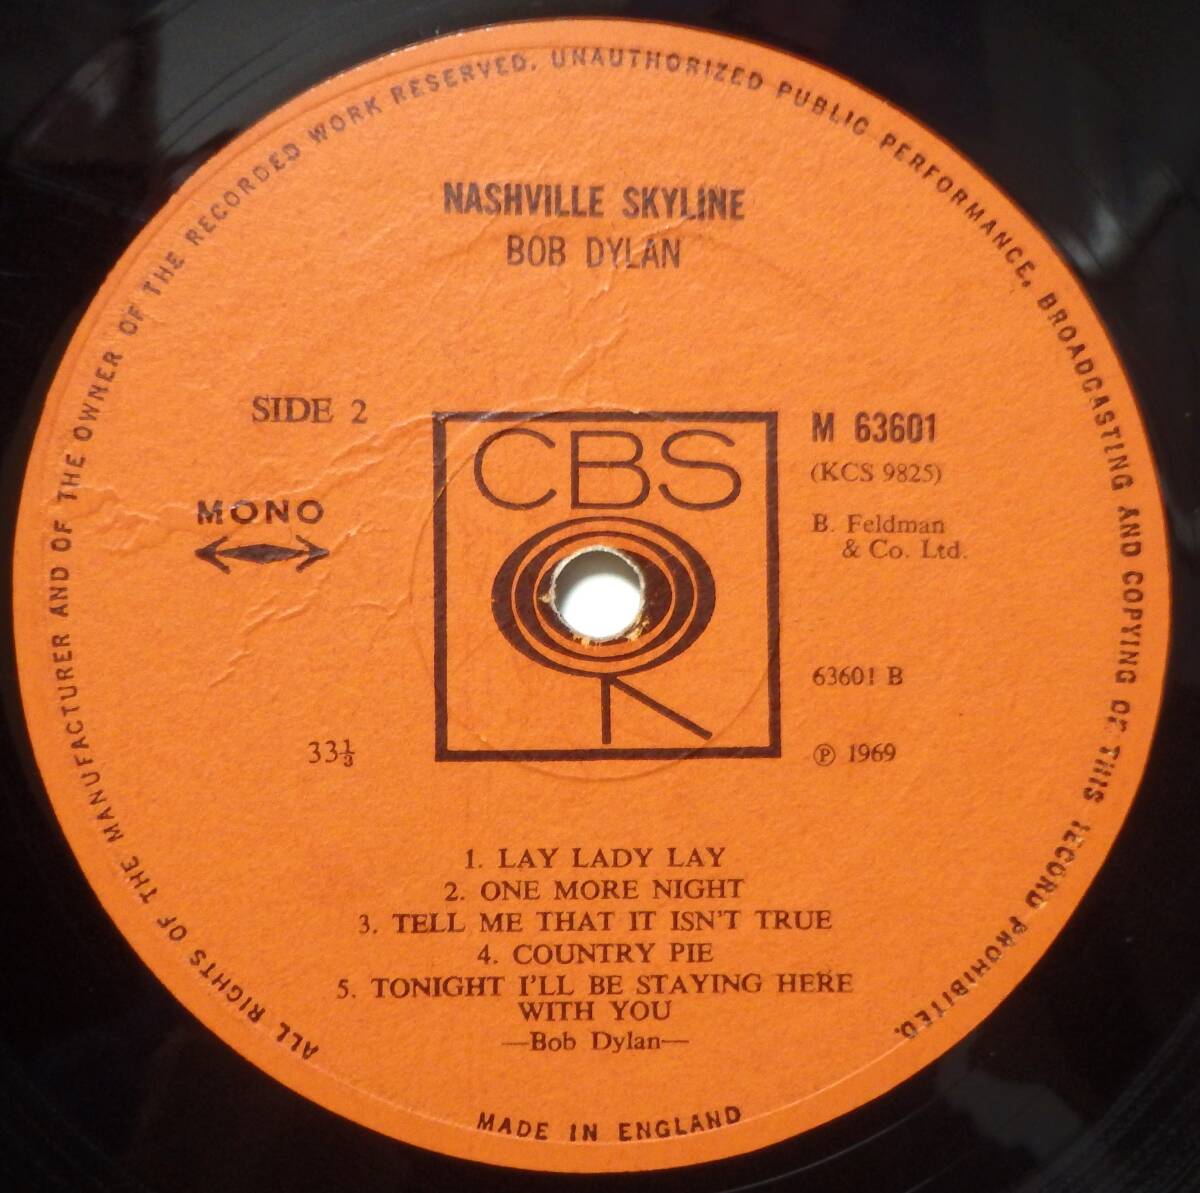 ALL RIGHTS OF THE MANUFACTURER AND OF THE OWNER OF THE RECORDED WORK RESERVED. UNAUTHORIZED PUBLIC PERFORMANCE, BROADCASTING AND COPYING OF THIS RECORD PROHIBITED.
NASHVILLE SKYLINE
BOB DYLAN
SIDE 2
MONO
33⅓
CBS
M 63601
(KCS 9825)
B. Feldman
& Co. Ltd.
63601 B
℗ 1969
1. LAY LADY LAY
2. ONE MORE NIGHT
3. TELL ME THAT IT ISN'T TRUE
4. COUNTRY PIE
5. TONIGHT I'LL BE STAYING HERE
WITH YOU
—Bob Dylan—
MADE IN ENGLAND